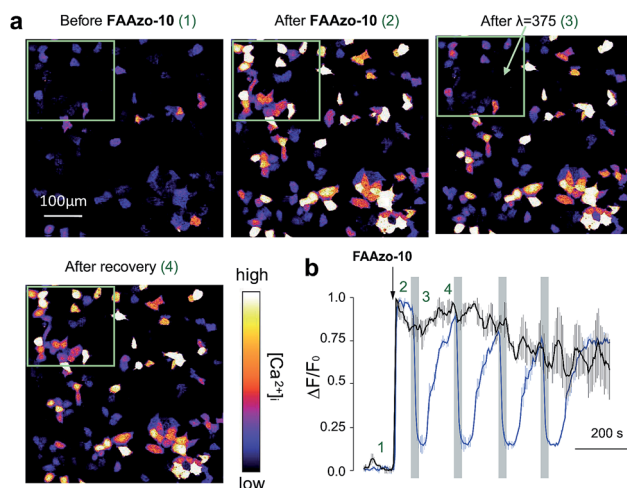 a
Before FAAzo-10 (1)
After FAAzo-10 (2)
After λ=375 (3)
100μm
After recovery (4)
high
[Ca²⁺]i
low
b
FAAzo-10
1.0
0.75
0.5
0.25
0.0
ΔF/F₀
1
2
3
4
200 s